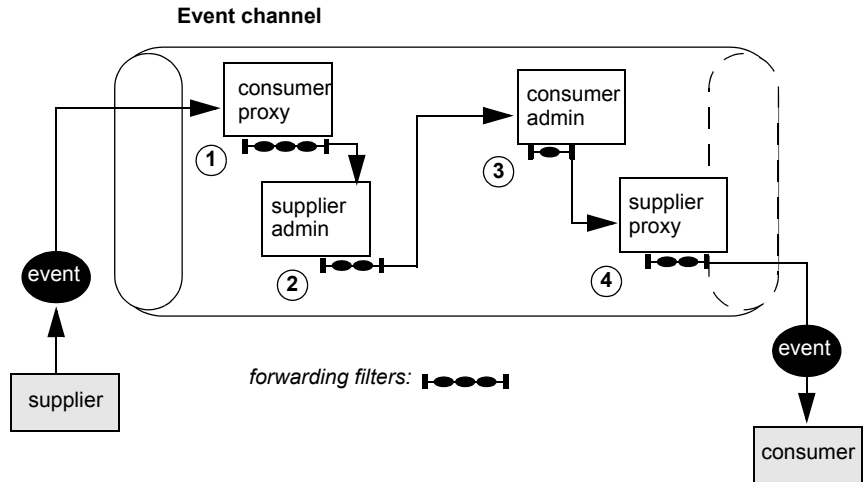 Event channel
consumer
proxy
1
supplier
admin
2
consumer
admin
3
supplier
proxy
4
event
supplier
forwarding filters:
event
consumer